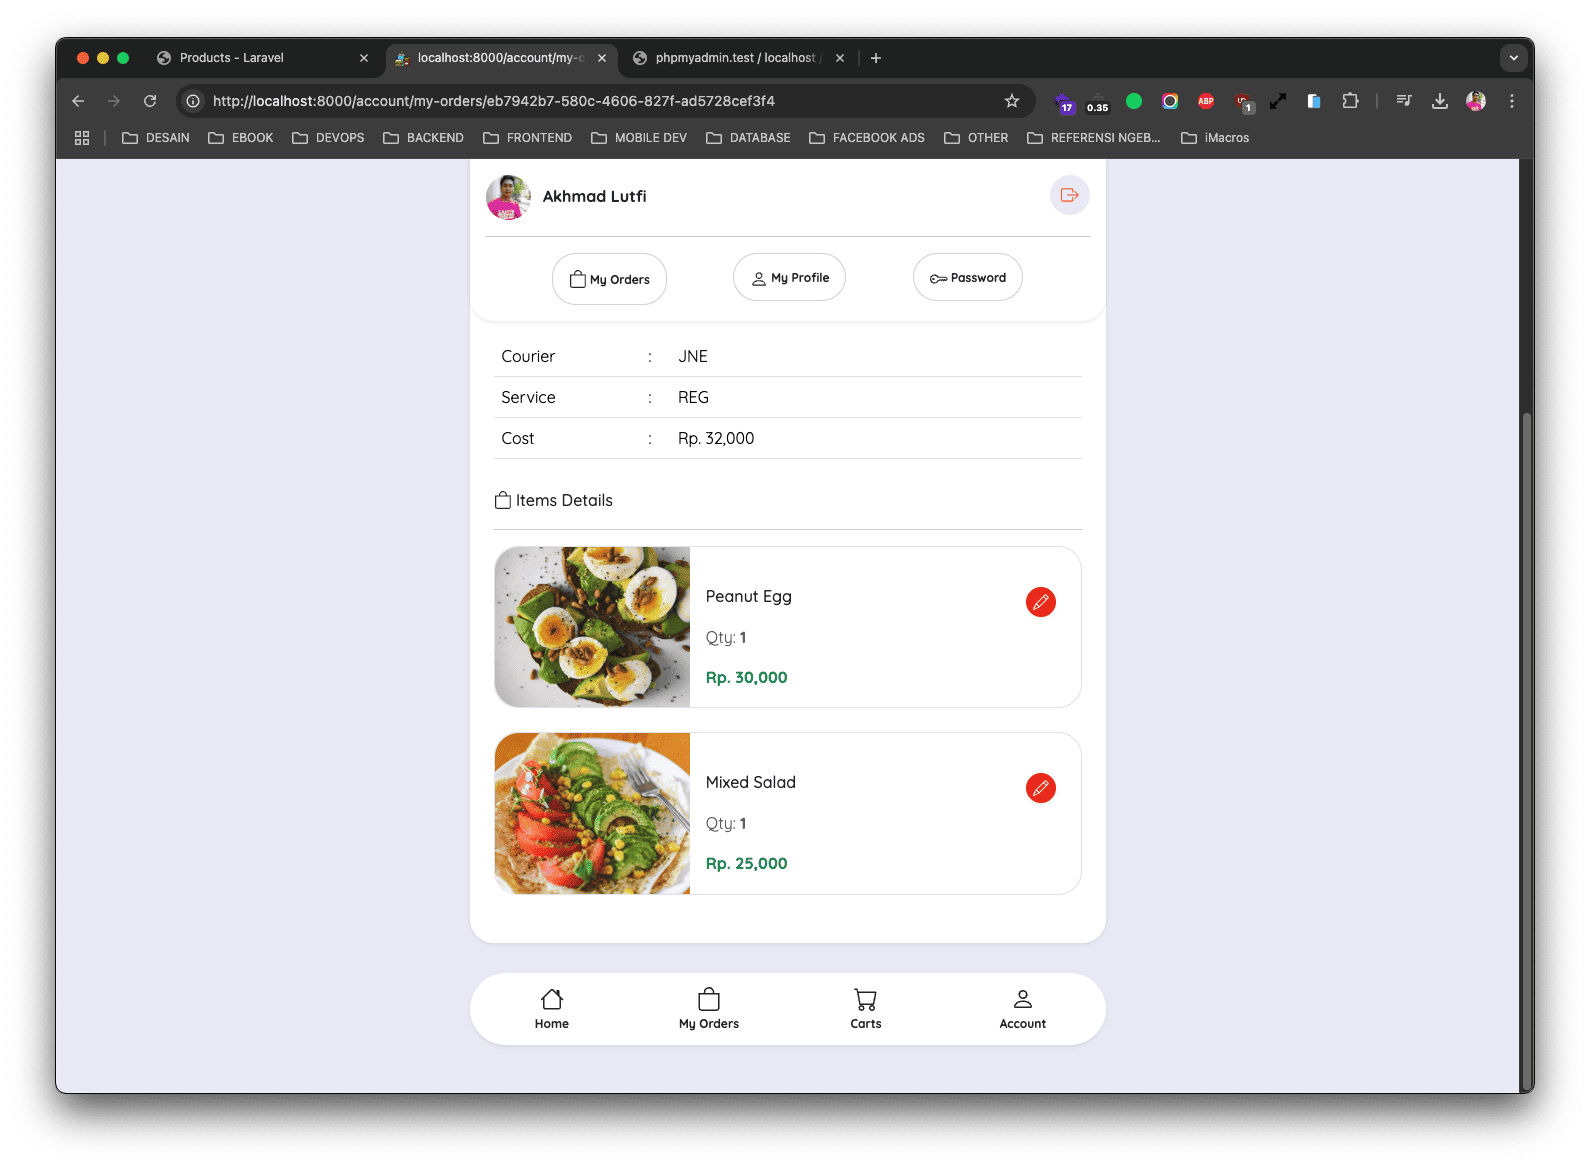 Products - Laravel
localhost:8000/account/my-o
phpmyadmin.test / localhost /
http://localhost:8000/account/my-orders/eb7942b7-580c-4606-827f-ad5728cef3f4
17
0.35
ABP
1
DESAIN
EBOOK
DEVOPS
BACKEND
FRONTEND
MOBILE DEV
DATABASE
FACEBOOK ADS
OTHER
REFERENSI NGEB...
iMacros
Akhmad Lutfi
My Orders
My Profile
Password
Courier : JNE
Service : REG
Cost : Rp. 32,000
Items Details
Peanut Egg
Qty: 1
Rp. 30,000
Mixed Salad
Qty: 1
Rp. 25,000
Home
My Orders
Carts
Account